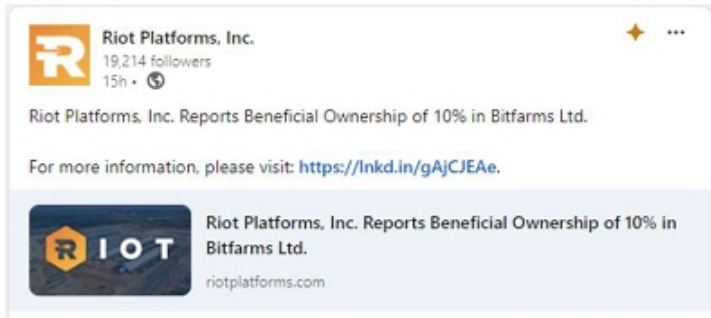 Riot Platforms, Inc.
19,214 followers
15h •
Riot Platforms, Inc. Reports Beneficial Ownership of 10% in Bitfarms Ltd.
For more information, please visit: https://lnkd.in/gAjCJEAe.
RIOT
Riot Platforms, Inc. Reports Beneficial Ownership of 10% in
Bitfarms Ltd.
riotplatforms.com